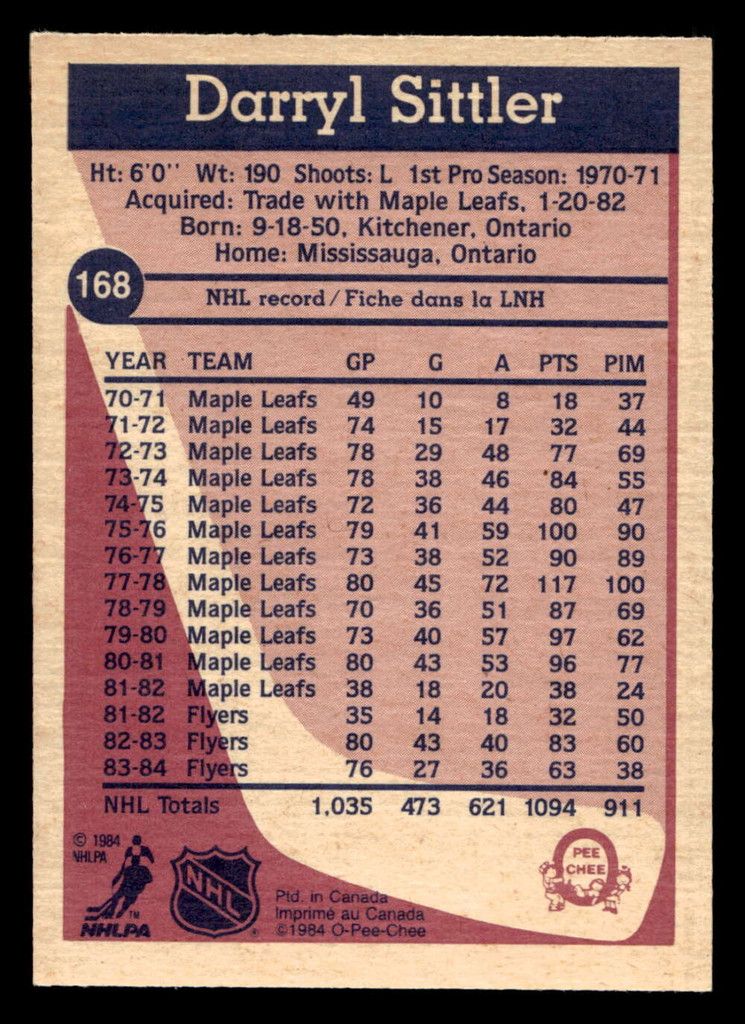 Darryl Sittler
Ht: 6'0'' Wt: 190 Shoots: L 1st Pro Season: 1970-71
Acquired: Trade with Maple Leafs, 1-20-82
Born: 9-18-50, Kitchener, Ontario
Home: Mississauga, Ontario
168
NHL record / Fiche dans la LNH
YEAR TEAM GP G A PTS PIM
70-71 Maple Leafs 49 10 8 18 37
71-72 Maple Leafs 74 15 17 32 44
72-73 Maple Leafs 78 29 48 77 69
73-74 Maple Leafs 78 38 46 84 55
74-75 Maple Leafs 72 36 44 80 47
75-76 Maple Leafs 79 41 59 100 90
76-77 Maple Leafs 73 38 52 90 89
77-78 Maple Leafs 80 45 72 117 100
78-79 Maple Leafs 70 36 51 87 69
79-80 Maple Leafs 73 40 57 97 62
80-81 Maple Leafs 80 43 53 96 77
81-82 Maple Leafs 38 18 20 38 24
81-82 Flyers 35 14 18 32 50
82-83 Flyers 80 43 40 83 60
83-84 Flyers 76 27 36 63 38
NHL Totals 1,035 473 621 1094 911
© 1984
NHLPA
TM
NHLPA
NHL
®
Ptd. in Canada
Imprimé au Canada
©1984 O-Pee-Chee
PEE
CHEE